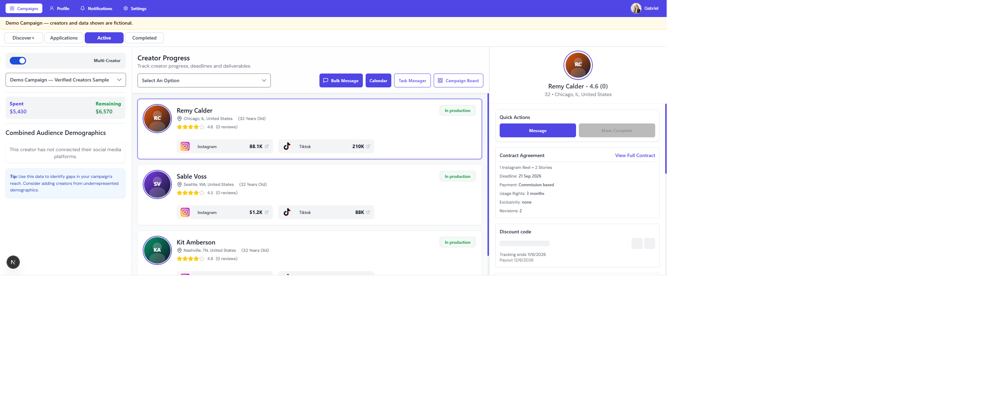 Campaigns
Profile
Notifications
Settings
Gabriel
Demo Campaign — creators and data shown are fictional.
Discover+
Applications
Active
Completed
Multi-Creator
Demo Campaign — Verified Creators Sample
Spent
Remaining
$5,430
$6,570
Combined Audience Demographics
This creator has not connected their social media
platforms.
Tip: Use this data to identify gaps in your campaign's
reach. Consider adding creators from underrepresented
demographics.
N
Creator Progress
Track creator progress, deadlines and deliverables.
Select An Option
Bulk Message
Calendar
Task Manager
Campaign Board
RC
Remy Calder
In production
Chicago, IL, United States (32 Years Old)
4.6 (0 reviews)
Instagram 88.1K
Tiktok 210K
SV
Sable Voss
In production
Seattle, WA, United States (32 Years Old)
4.5 (0 reviews)
Instagram 51.2K
Tiktok 88K
KA
Kit Amberson
In production
Nashville, TN, United States (32 Years Old)
4.8 (0 reviews)
RC
Remy Calder - 4.6 (0)
32 • Chicago, IL, United States
Quick Actions
Message
Mark Complete
Contract Agreement
View Full Contract
1 Instagram Reel + 2 Stories
Deadline: 21 Sep 2026
Payment: Commission based
Usage Rights: 3 months
Exclusivity: none
Revisions: 2
Discount code
Tracking ends 11/6/2026
Payout 12/6/2026